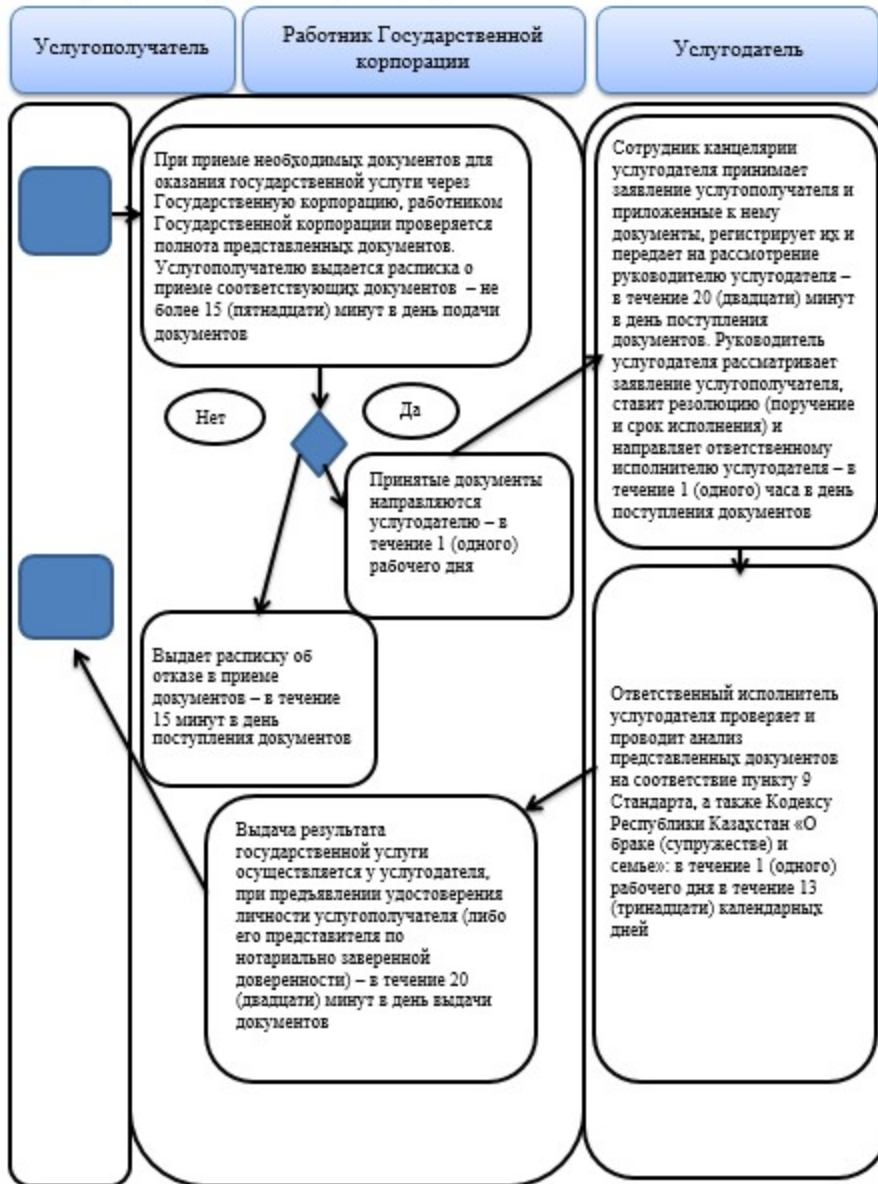 Услугополучатель
Работник Государственной
корпорации
Услугодатель
При приеме необходимых документов для
оказания государственной услуги через
Государственную корпорацию, работником
Государственной корпорации проверяется
полнота представленных документов.
Услугополучателю выдается расписка о
приеме соответствующих документов – не
более 15 (пятнадцати) минут в день подачи
документов
Нет
Да
Принятые документы
направляются
услугодателю – в
течение 1 (одного)
рабочего дня
Выдает расписку об
отказе в приеме
документов – в течение
15 минут в день
поступления документов
Сотрудник канцелярии
услугодателя принимает
заявление услугополучателя и
приложенные к нему
документы, регистрирует их и
передает на рассмотрение
руководителю услугодателя –
в течение 20 (двадцати) минут
в день поступления
документов. Руководитель
услугодателя рассматривает
заявление услугополучателя,
ставит резолюцию (поручение
и срок исполнения) и
направляет ответственному
исполнителю услугодателя – в
течение 1 (одного) часа в день
поступления документов
Ответственный исполнитель
услугодателя проверяет и
проводит анализ
представленных документов
на соответствие пункту 9
Стандарта, а также Кодексу
Республики Казахстан «О
браке (супружестве) и
семье»: в течение 1 (одного)
рабочего дня в течение 13
(тринадцати) календарных
дней
Выдача результата
государственной услуги
осуществляется у услугодателя,
при предъявлении удостоверения
личности услугополучателя (либо
его представителя по
нотариально заверенной
доверенности) – в течение 20
(двадцати) минут в день выдачи
документов